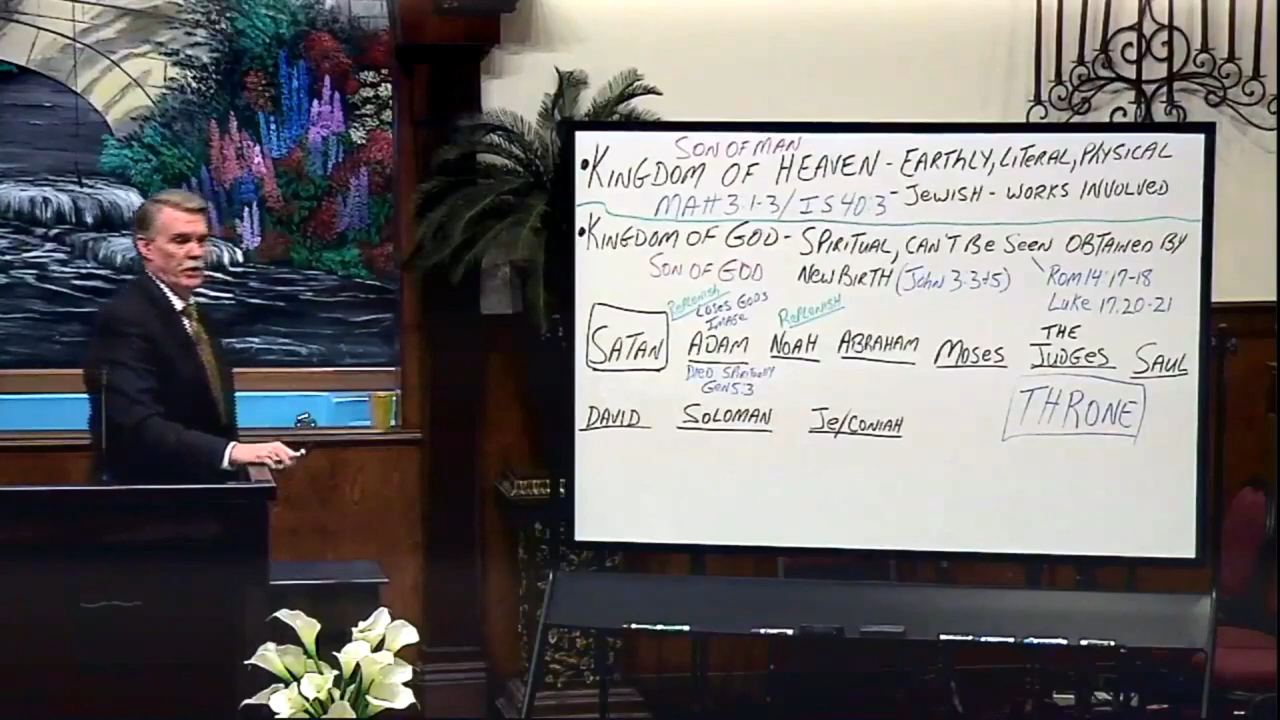 SON OF MAN
• KINGDOM OF HEAVEN - EARTHLY, LITERAL, PHYSICAL
MATT 3.1-3/IS 40:3 - JEWISH - WORKS INVOLVED
• KINGDOM OF GOD - SPIRITUAL, CAN'T BE SEEN OBTAINED BY
SON OF GOD NEW BIRTH (John 3.3+5) Rom 14:17-18
Luke 17.20-21
REPLENISH LOSES GODS IMAGE REPLENISH
SATAN ADAM NOAH ABRAHAM MOSES THE JUDGES SAUL
DIED SPIRITUALLY
GEN 5:3
THRONE
DAVID SOLOMAN JE/CONIAH